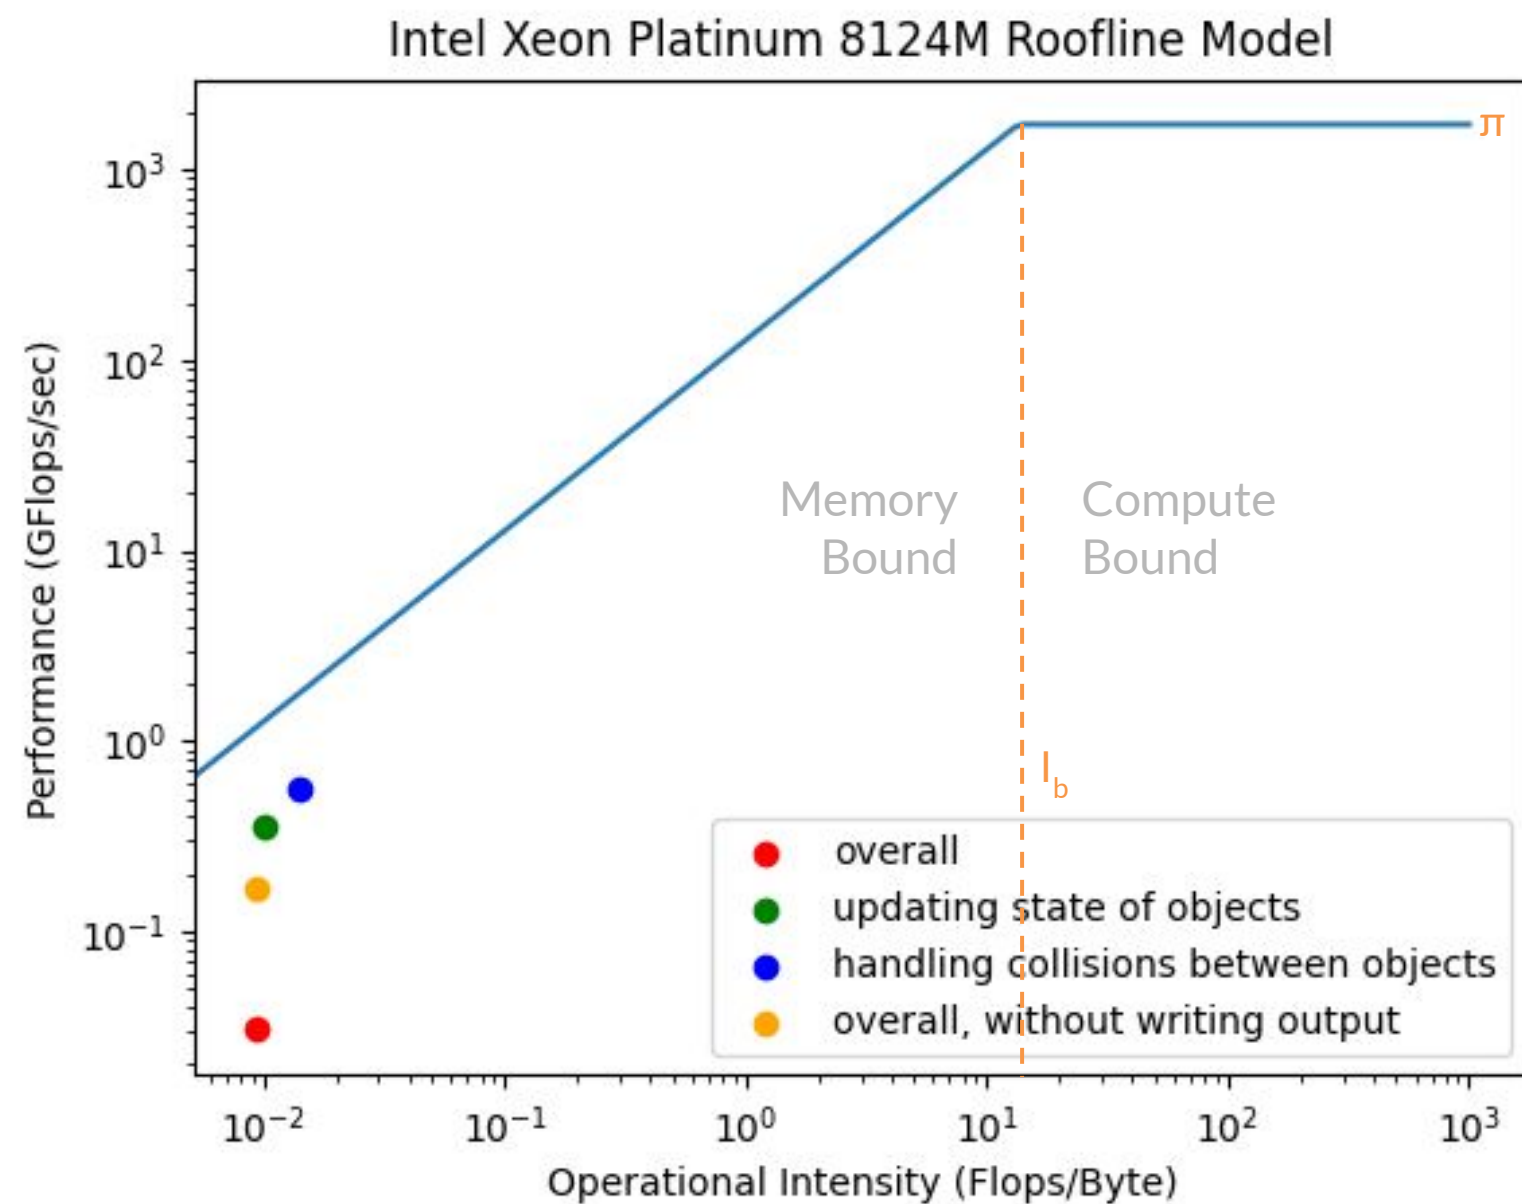 Intel Xeon Platinum 8124M Roofline Model
π
10³
10²
10¹
10⁰
10⁻¹
Performance (GFlops/sec)
Memory
Bound
Compute
Bound
I_b
overall
updating state of objects
handling collisions between objects
overall, without writing output
10⁻² 10⁻¹ 10⁰ 10¹ 10² 10³
Operational Intensity (Flops/Byte)